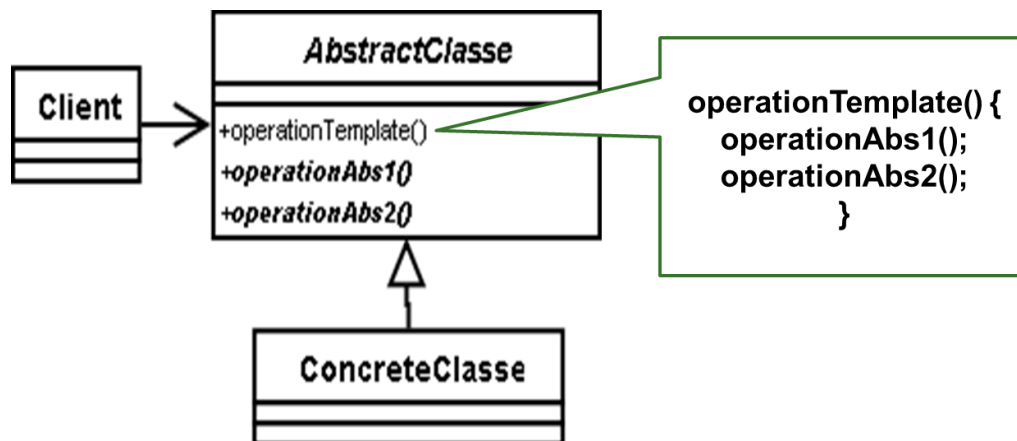 AbstractClasse
Client
+operationTemplate()
+operationAbs1()
+operationAbs2()
operationTemplate() {
operationAbs1();
operationAbs2();
}
ConcreteClasse